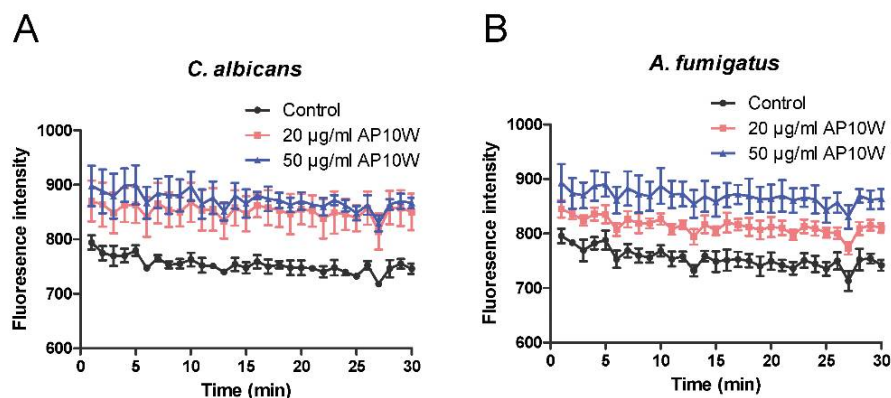 A
C. albicans
Control
20 µg/ml AP10W
50 µg/ml AP10W
Fluoresence intensity
1000
900
800
700
600
0 5 10 15 20 25 30
Time (min)
B
A. fumigatus
Control
20 µg/ml AP10W
50 µg/ml AP10W
Fluoresence intensity
1000
900
800
700
600
0 5 10 15 20 25 30
Time (min)